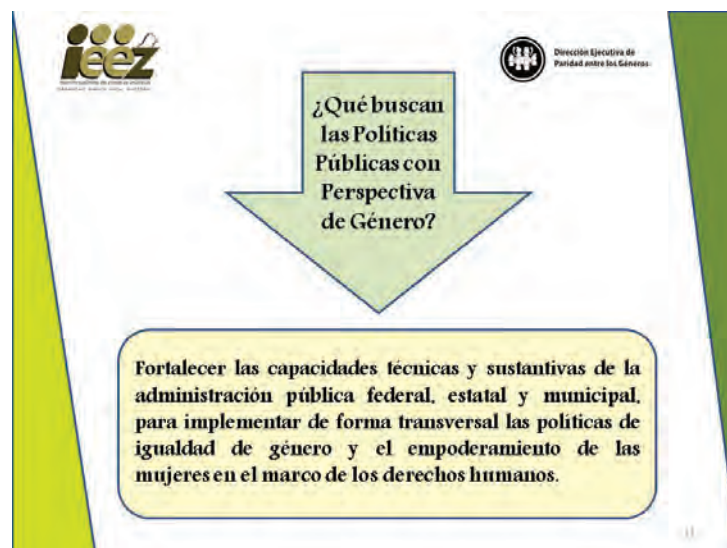 ieez
Dirección Ejecutiva de
Paridad entre los Géneros
¿Qué buscan
las Políticas
Públicas con
Perspectiva
de Género?
Fortalecer las capacidades técnicas y sustantivas de la
administración pública federal, estatal y municipal,
para implementar de forma transversal las políticas de
igualdad de género y el empoderamiento de las
mujeres en el marco de los derechos humanos.